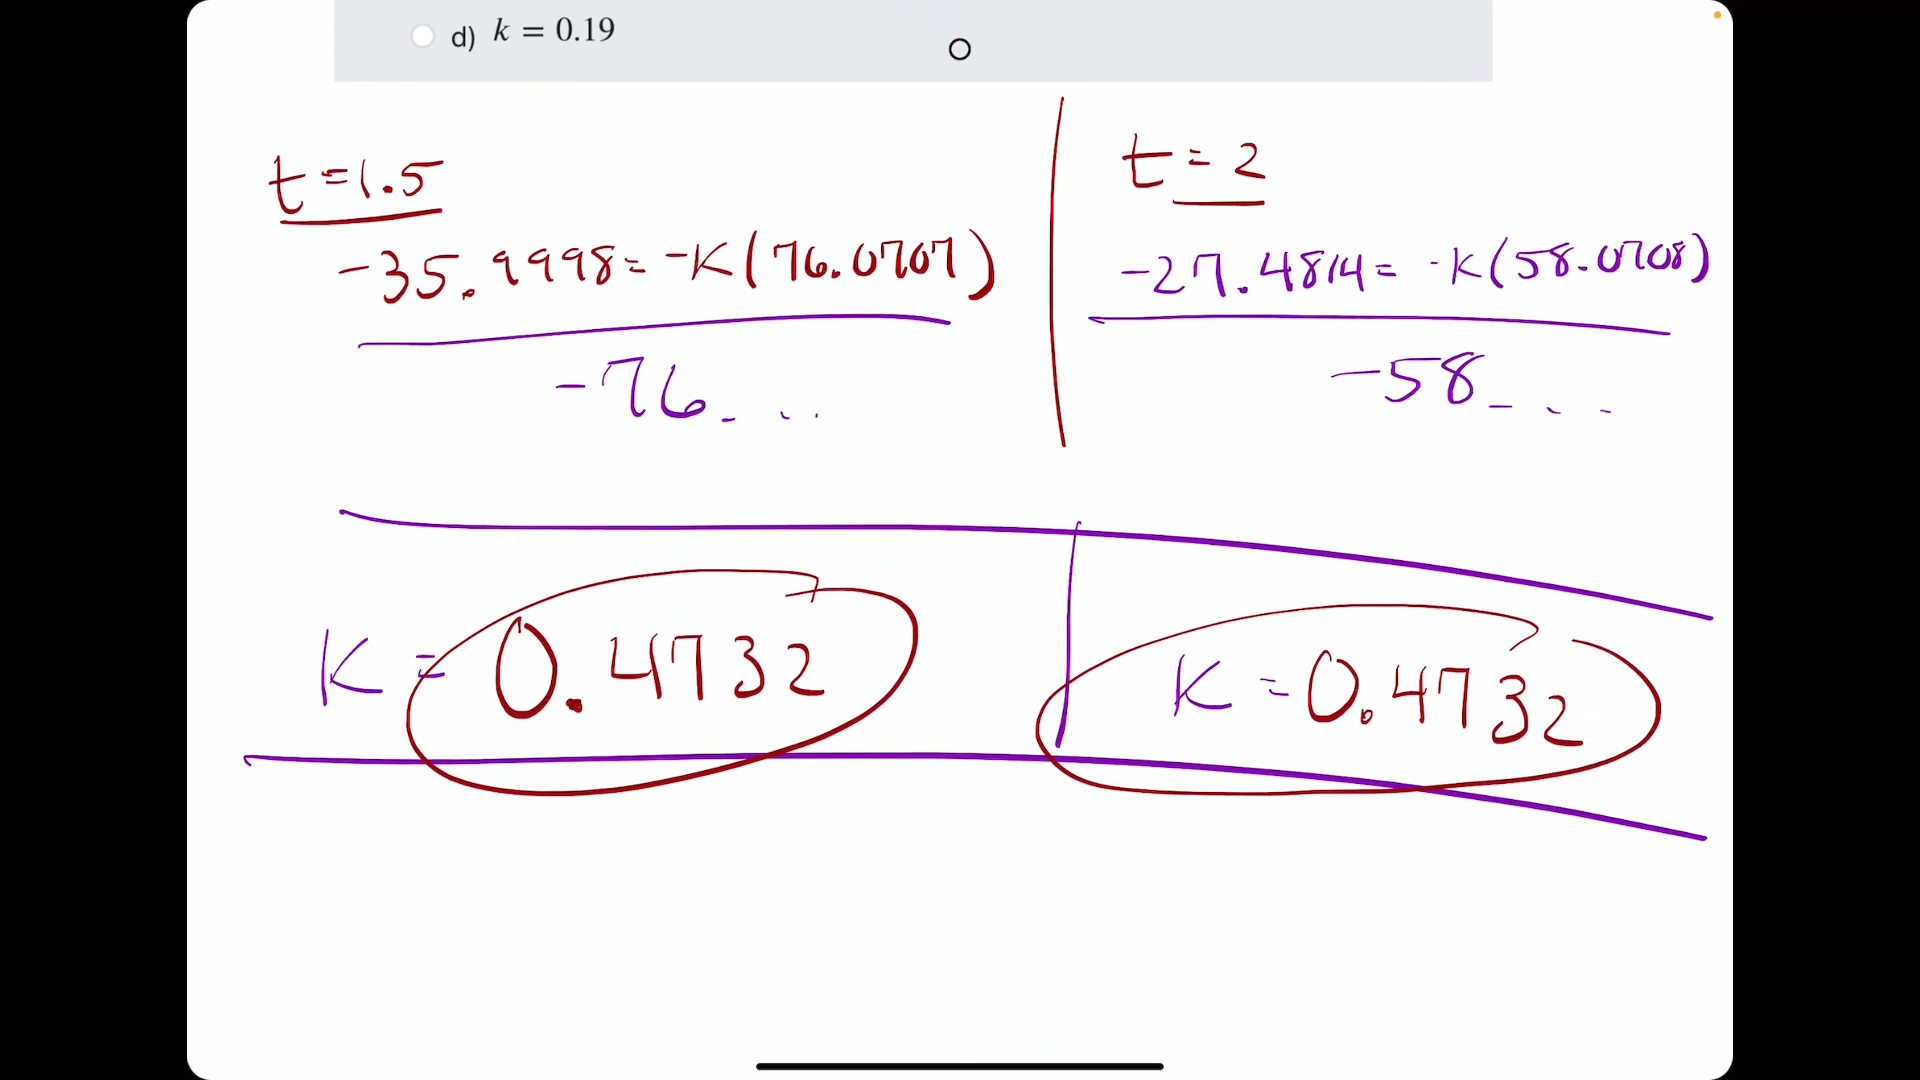 d) k = 0.19
t = 1.5
-35.9998 = -K(76.0707)
-76. . . .
t = 2
-27.4814 = -K(58.0708)
-58. . . .
K = 0.4732
K = 0.4732